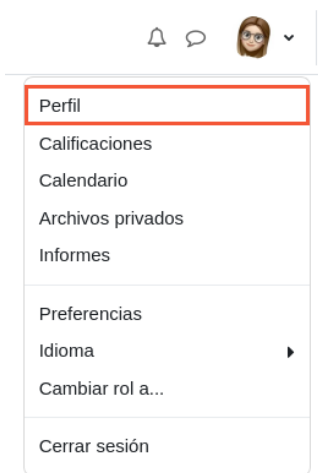 Perfil
Calificaciones
Calendario
Archivos privados
Informes
Preferencias
Idioma
Cambiar rol a...
Cerrar sesión